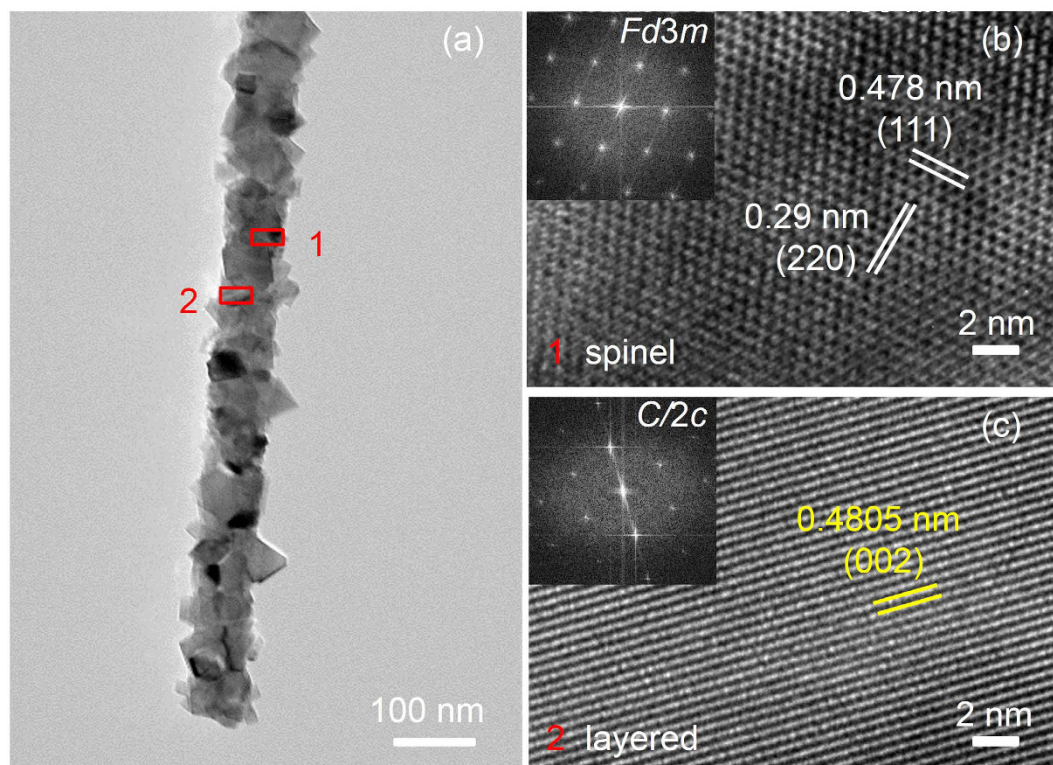 (a)
1
2
100 nm
Fd3m
(b)
0.478 nm
(111)
0.29 nm
(220)
2 nm
1 spinel
C/2c
(c)
0.4805 nm
(002)
2 nm
2 layered